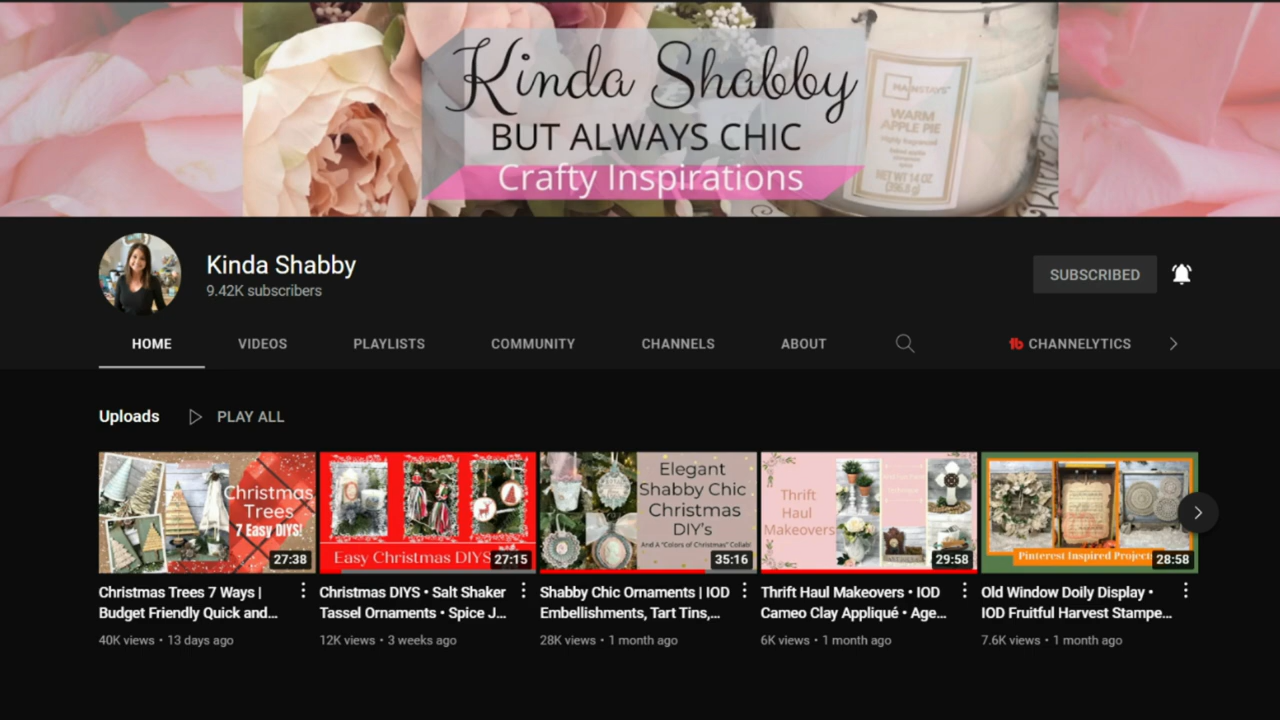 Kinda Shabby
BUT ALWAYS CHIC
Crafty Inspirations
MAINSTAYS
WARM
APPLE PIE
Highly fragranced
NET WT 14 OZ
(396.8 g)
Kinda Shabby
9.42K subscribers
SUBSCRIBED
HOME
VIDEOS
PLAYLISTS
COMMUNITY
CHANNELS
ABOUT
CHANNELYTICS
Uploads
PLAY ALL
Christmas
Trees
7 Easy DIYS!
27:38
Easy Christmas DIYS
27:15
Elegant
Shabby Chic
Christmas
DIY's
And A "Colors of Christmas" Collab!
35:16
Thrift
Haul
Makeovers
29:58
Pinterest Inspired Projects
28:58
Christmas Trees 7 Ways |
Budget Friendly Quick and...
40K views • 13 days ago
Christmas DIYS • Salt Shaker
Tassel Ornaments • Spice J...
12K views • 3 weeks ago
Shabby Chic Ornaments | IOD
Embellishments, Tart Tins,...
28K views • 1 month ago
Thrift Haul Makeovers • IOD
Cameo Clay Appliqué • Age...
6K views • 1 month ago
Old Window Doily Display •
IOD Fruitful Harvest Stampe...
7.6K views • 1 month ago